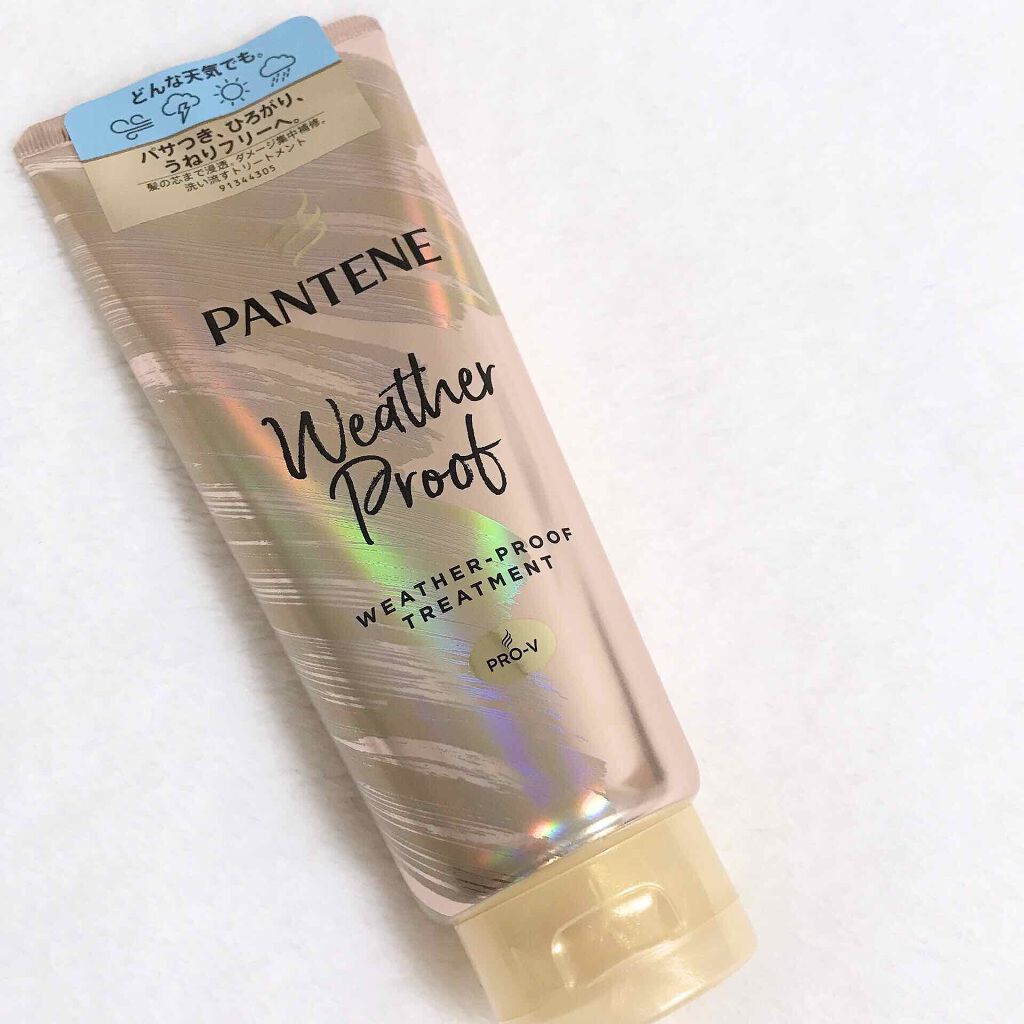 どんな天気でも。
パサつき、ひろがり、
うねりフリーへ。
髪の芯まで浸透。ダメージ集中補修。
洗い流すトリートメント
91344305
PANTENE
Weather
Proof
WEATHER-PROOF
TREATMENT
PRO-V